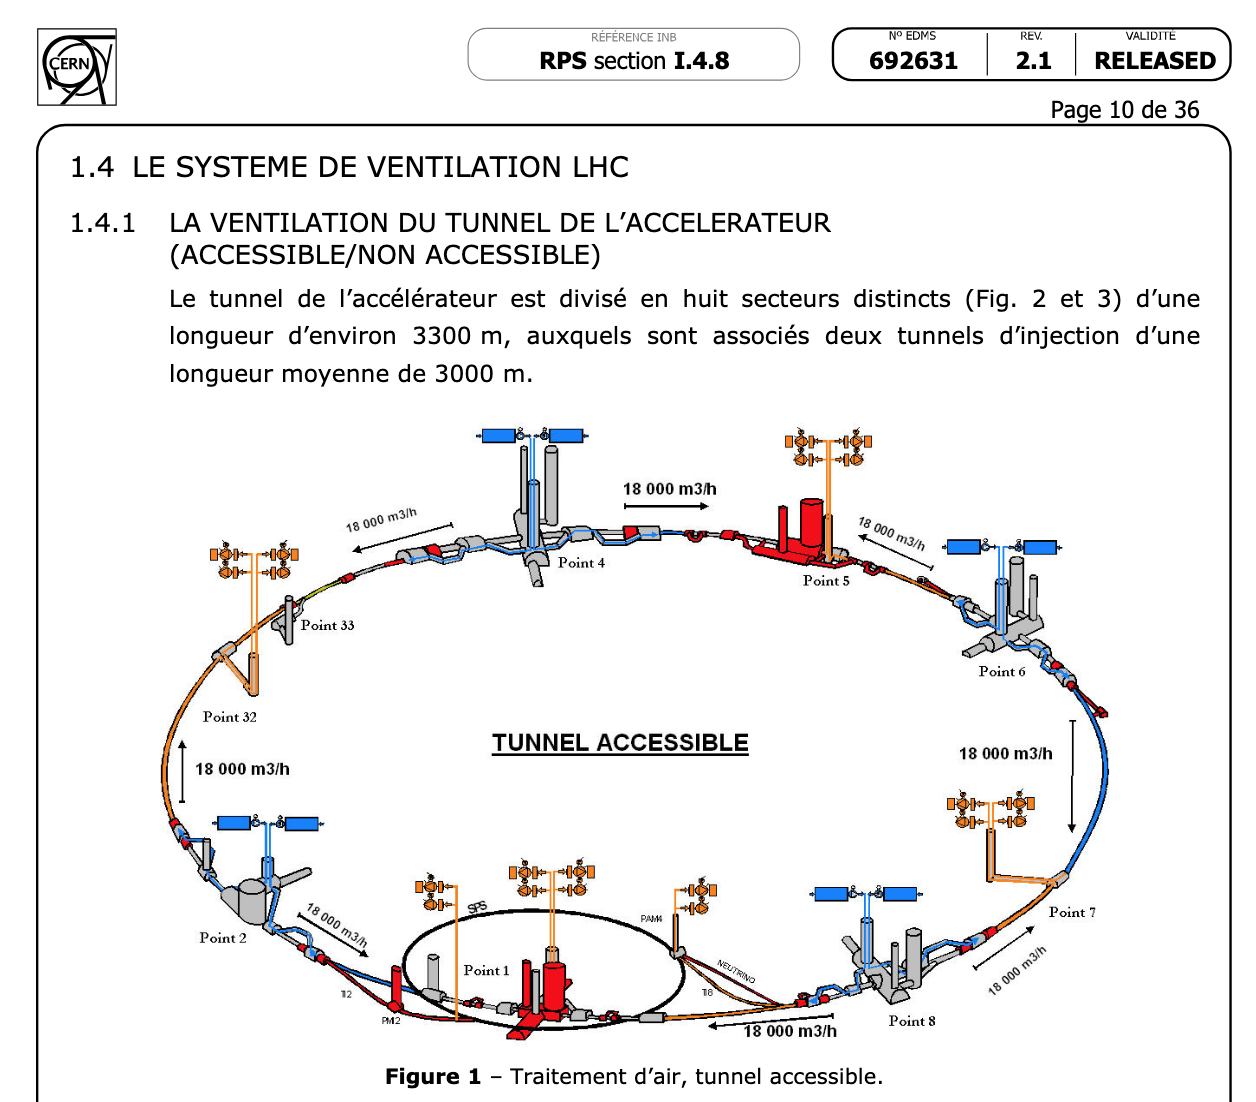 CERN
RÉFÉRENCE INB
RPS section I.4.8
N° EDMS
692631
REV.
2.1
VALIDITÉ
RELEASED
Page 10 de 36
1.4 LE SYSTEME DE VENTILATION LHC
1.4.1 LA VENTILATION DU TUNNEL DE L’ACCELERATEUR
(ACCESSIBLE/NON ACCESSIBLE)
Le tunnel de l’accélérateur est divisé en huit secteurs distincts (Fig. 2 et 3) d’une
longueur d’environ 3300 m, auxquels sont associés deux tunnels d’injection d’une
longueur moyenne de 3000 m.
18 000 m3/h
18 000 m3/h
18 000 m3/h
Point 4
Point 5
Point 33
Point 6
Point 32
TUNNEL ACCESSIBLE
18 000 m3/h
18 000 m3/h
Point 7
SPS
PAM4
18 000 m3/h
Point 2
Point 1
NEUTRINO
18 000 m3/h
TI2
TI8
PMI2
Point 8
18 000 m3/h
Figure 1 – Traitement d’air, tunnel accessible.